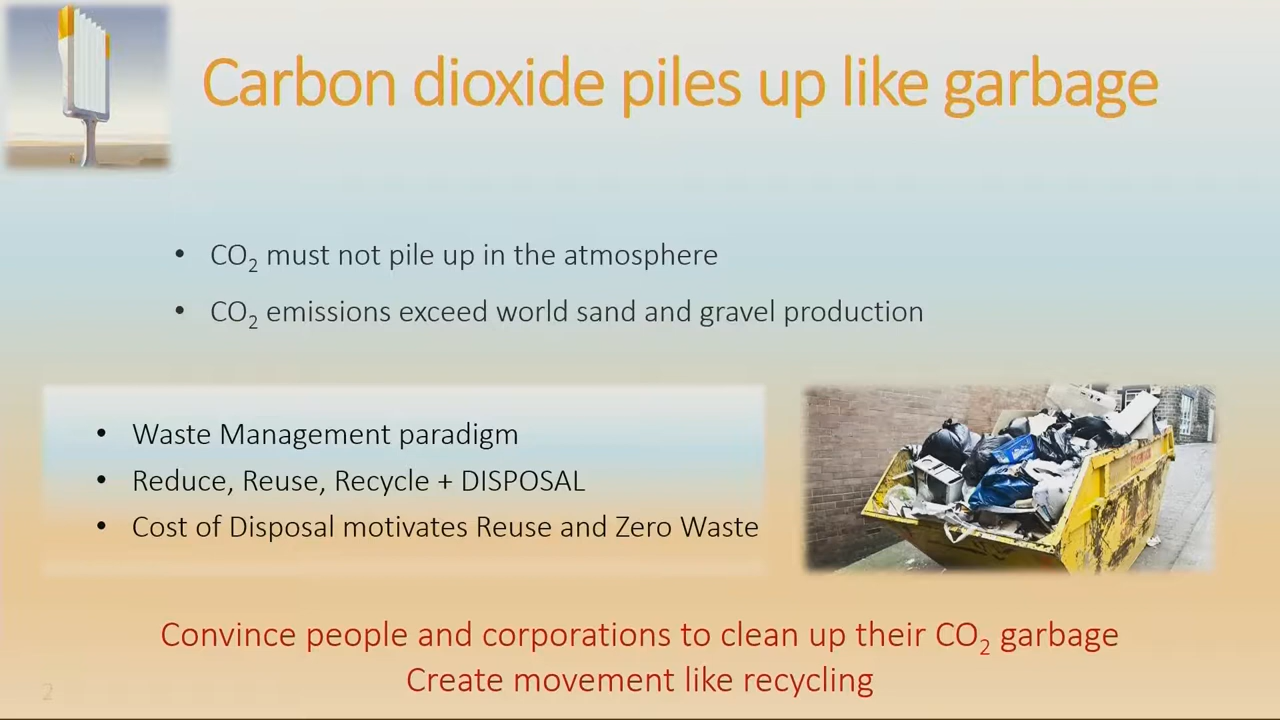 Carbon dioxide piles up like garbage
• CO₂ must not pile up in the atmosphere
• CO₂ emissions exceed world sand and gravel production
• Waste Management paradigm
• Reduce, Reuse, Recycle + DISPOSAL
• Cost of Disposal motivates Reuse and Zero Waste
Convince people and corporations to clean up their CO₂ garbage
Create movement like recycling
2